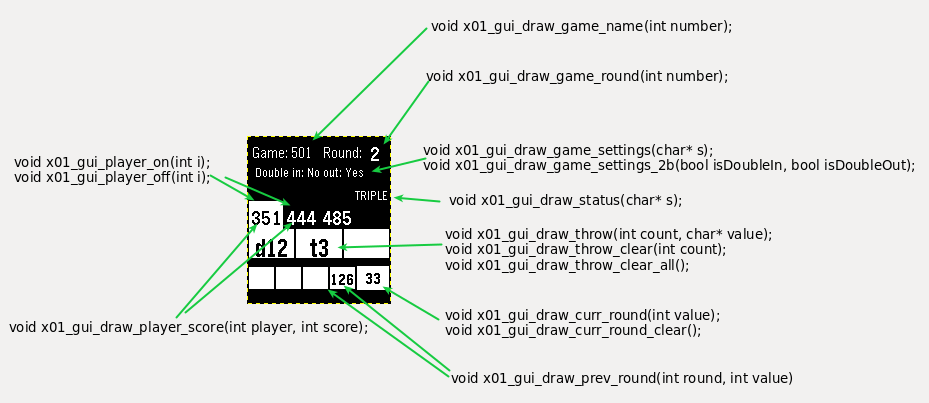 void x01_gui_draw_game_name(int number);
void x01_gui_draw_game_round(int number);
Game: 501 Round: 2
void x01_gui_draw_game_settings(char* s);
void x01_gui_player_on(int i);
void x01_gui_draw_game_settings_2b(bool isDoubleIn, bool isDoubleOut);
void x01_gui_player_off(int i);
Double in: No out: Yes
TRIPLE
void x01_gui_draw_status(char* s);
351 444 485
void x01_gui_draw_throw(int count, char* value);
d12 t3
void x01_gui_draw_throw_clear(int count);
void x01_gui_draw_throw_clear_all();
126 33
void x01_gui_draw_curr_round(int value);
void x01_gui_draw_player_score(int player, int score);
void x01_gui_draw_curr_round_clear();
void x01_gui_draw_prev_round(int round, int value)